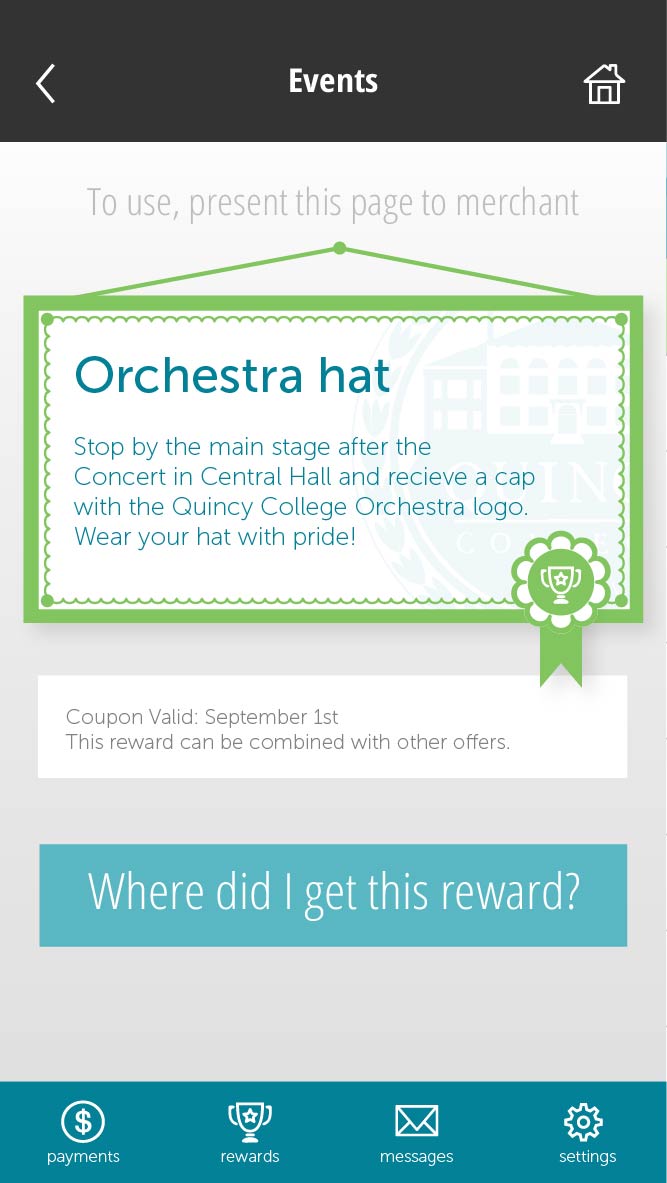 Events
To use, present this page to merchant
Orchestra hat
Stop by the main stage after the
Concert in Central Hall and recieve a cap
with the Quincy College Orchestra logo.
Wear your hat with pride!
QUINC
COLLE
Coupon Valid: September 1st
This reward can be combined with other offers.
Where did I get this reward?
payments
rewards
messages
settings